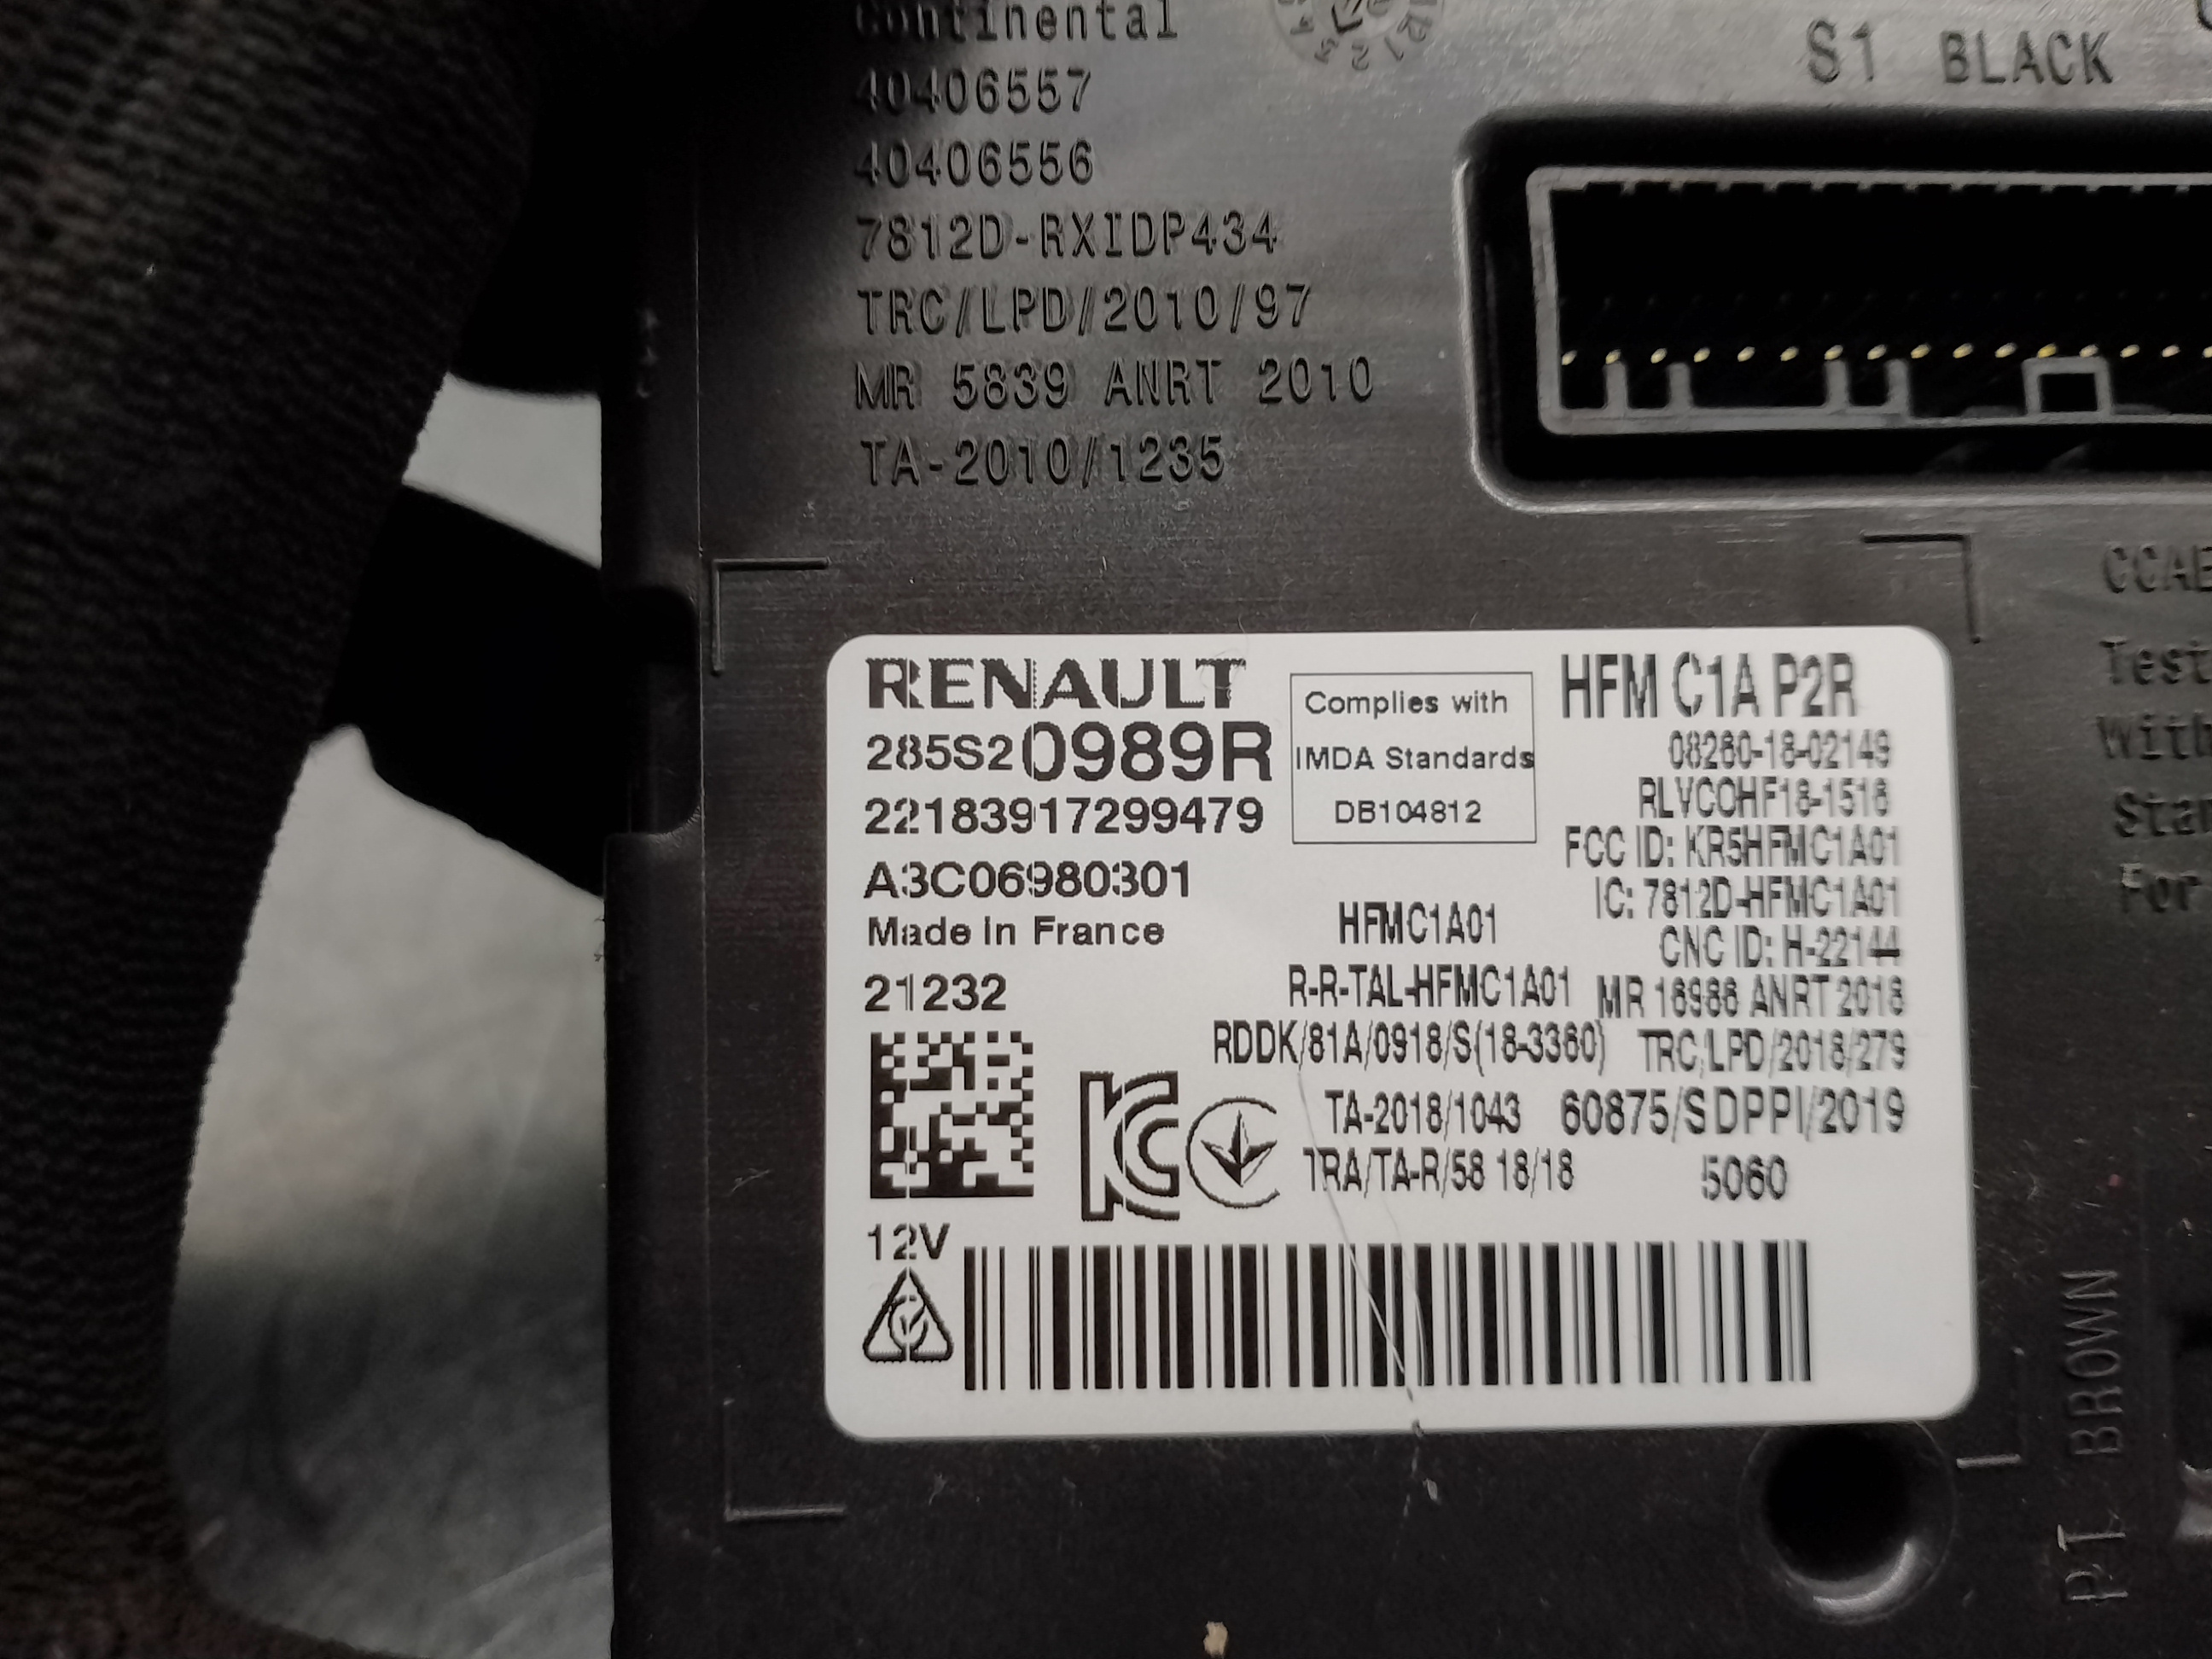 Continental
40406557
40406556
7812D-RXIDP434
TRC/LPD/2010/97
MR 5839 ANRT 2010
TA-2010/1235
S1 BLACK
Test
With
For
RENAULT
285S20989R
22183917299479
A3C06980301
Made in France
21232
12V
Complies with
IMDA Standards
DB104812
HFM C1A P2R
08260-18-02149
RLVCOHF18-1518
FCC ID: KR5HFMC1A01
IC: 7812D-HFMC1A01
CNC ID: H-22144
HFMC1A01
R-R-TAL-HFMC1A01
MR 16986 ANRT 2018
RDDK/81A/0918/S(18-3360)
TRC/LPD/2018/279
TA-2018/1043
60875/SDPPI/2019
TRA/TA-R/58 18/18
5060
P1 BROWN